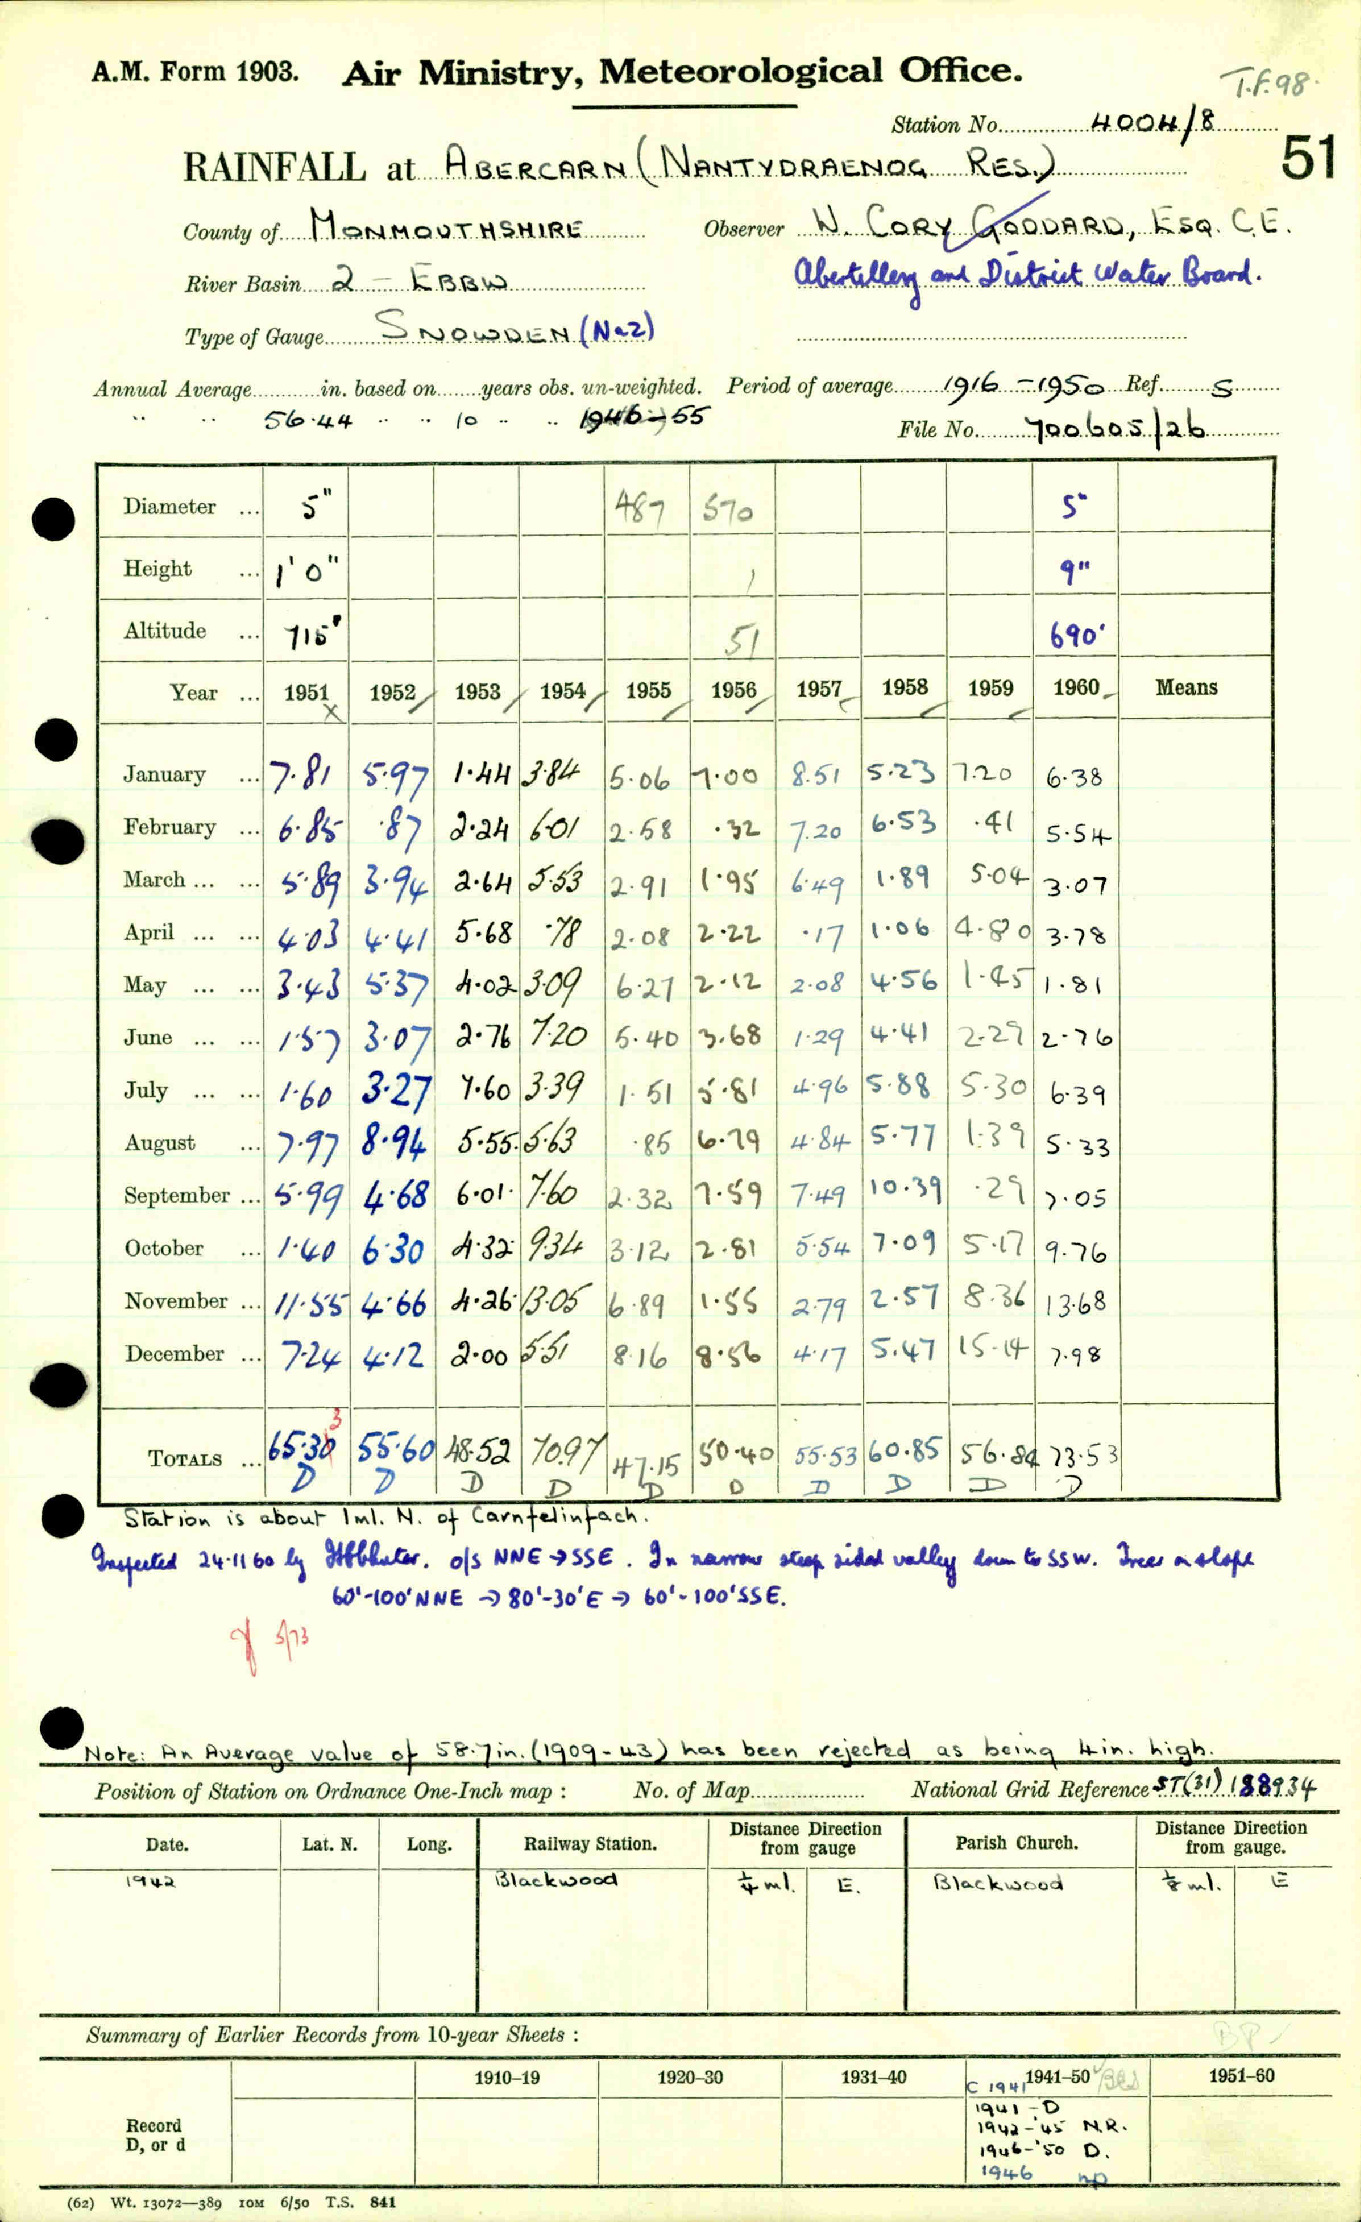 A.M. Form 1903. Air Ministry, Meteorological Office.
T.F. 98.
Station No. 4004/8
51
RAINFALL at ABERCARN (NANTYDRAENOG RES.)
County of MONMOUTHSHIRE Observer W. CORY GODDARD, ESQ. C.E.
River Basin 2 - EBBW Abertillery and District Water Board.
Type of Gauge SNOWDEN (No2)
Annual Average in. based on years obs. un-weighted. Period of average 1916 - 1950 Ref. S
" " 56.44 " " 10 " " 1946-55
File No. 700605/26
Diameter ... 5" 487 570 5"
Height ... 1' 0" 1 9"
Altitude ... 715' 51 690'
Year ... 1951 1952 1953 1954 1955 1956 1957 1958 1959 1960 Means
January ... 7.81 5.97 1.44 3.84 5.06 7.00 8.51 5.23 7.20 6.38
February ... 6.85 .87 2.24 6.01 2.58 .32 7.20 6.53 .41 5.54
March ... ... 5.89 3.94 2.64 5.53 2.91 1.95 6.49 1.89 5.04 3.07
April ... ... 4.03 4.41 5.68 .78 2.08 2.22 .17 1.06 4.80 3.78
May ... ... 3.43 5.37 4.02 3.09 6.27 2.12 2.08 4.56 1.45 1.81
June ... ... 1.57 3.07 2.76 7.20 5.40 3.68 1.29 4.41 2.29 2.76
July ... ... 1.60 3.27 7.60 3.39 1.51 5.81 4.96 5.88 5.30 6.39
August ... 7.97 8.94 5.55 5.63 .85 6.79 4.84 5.77 1.39 5.33
September ... 5.99 4.68 6.01 7.60 2.32 7.59 7.49 10.39 .29 7.05
October ... 1.40 6.30 4.32 9.34 3.12 2.81 5.54 7.09 5.17 9.76
November ... 11.55 4.66 4.26 13.05 6.89 1.55 2.79 2.57 8.36 13.68
December ... 7.24 4.12 2.00 5.51 8.16 8.56 4.17 5.47 15.14 7.98
3
TOTALS ... 65.30 55.60 48.52 70.97 47.15 50.40 55.53 60.85 56.84 73.53
D D D D D D D D D D
Station is about 1ml. N. of Carnfelinfach.
Inspected 24.11.60 by o/s NNE → SSE. In narrow steep sided valley down to SSW. Trees on slope
60'-100' NNE → 80'-30' E → 60'-100' SSE.
5/73
Note: An Average value of 58.7in. (1909-43) has been rejected as being 4in. high.
Position of Station on Ordnance One-Inch map : No. of Map National Grid Reference ST(31) 188934
Date. Lat. N. Long. Railway Station. Distance from Direction gauge Parish Church. Distance from Direction gauge.
1942 Blackwood ¼ ml. E. Blackwood ⅛ ml. E
Summary of Earlier Records from 10-year Sheets :
BP
1910–19 1920–30 1931–40 1941–50 1951–60
C 1941
Record 1941 - D
D, or d 1942-'45 N.R.
1946-'50 D.
1946 np
(62) Wt. 13072—389 10M 6/50 T.S. 841